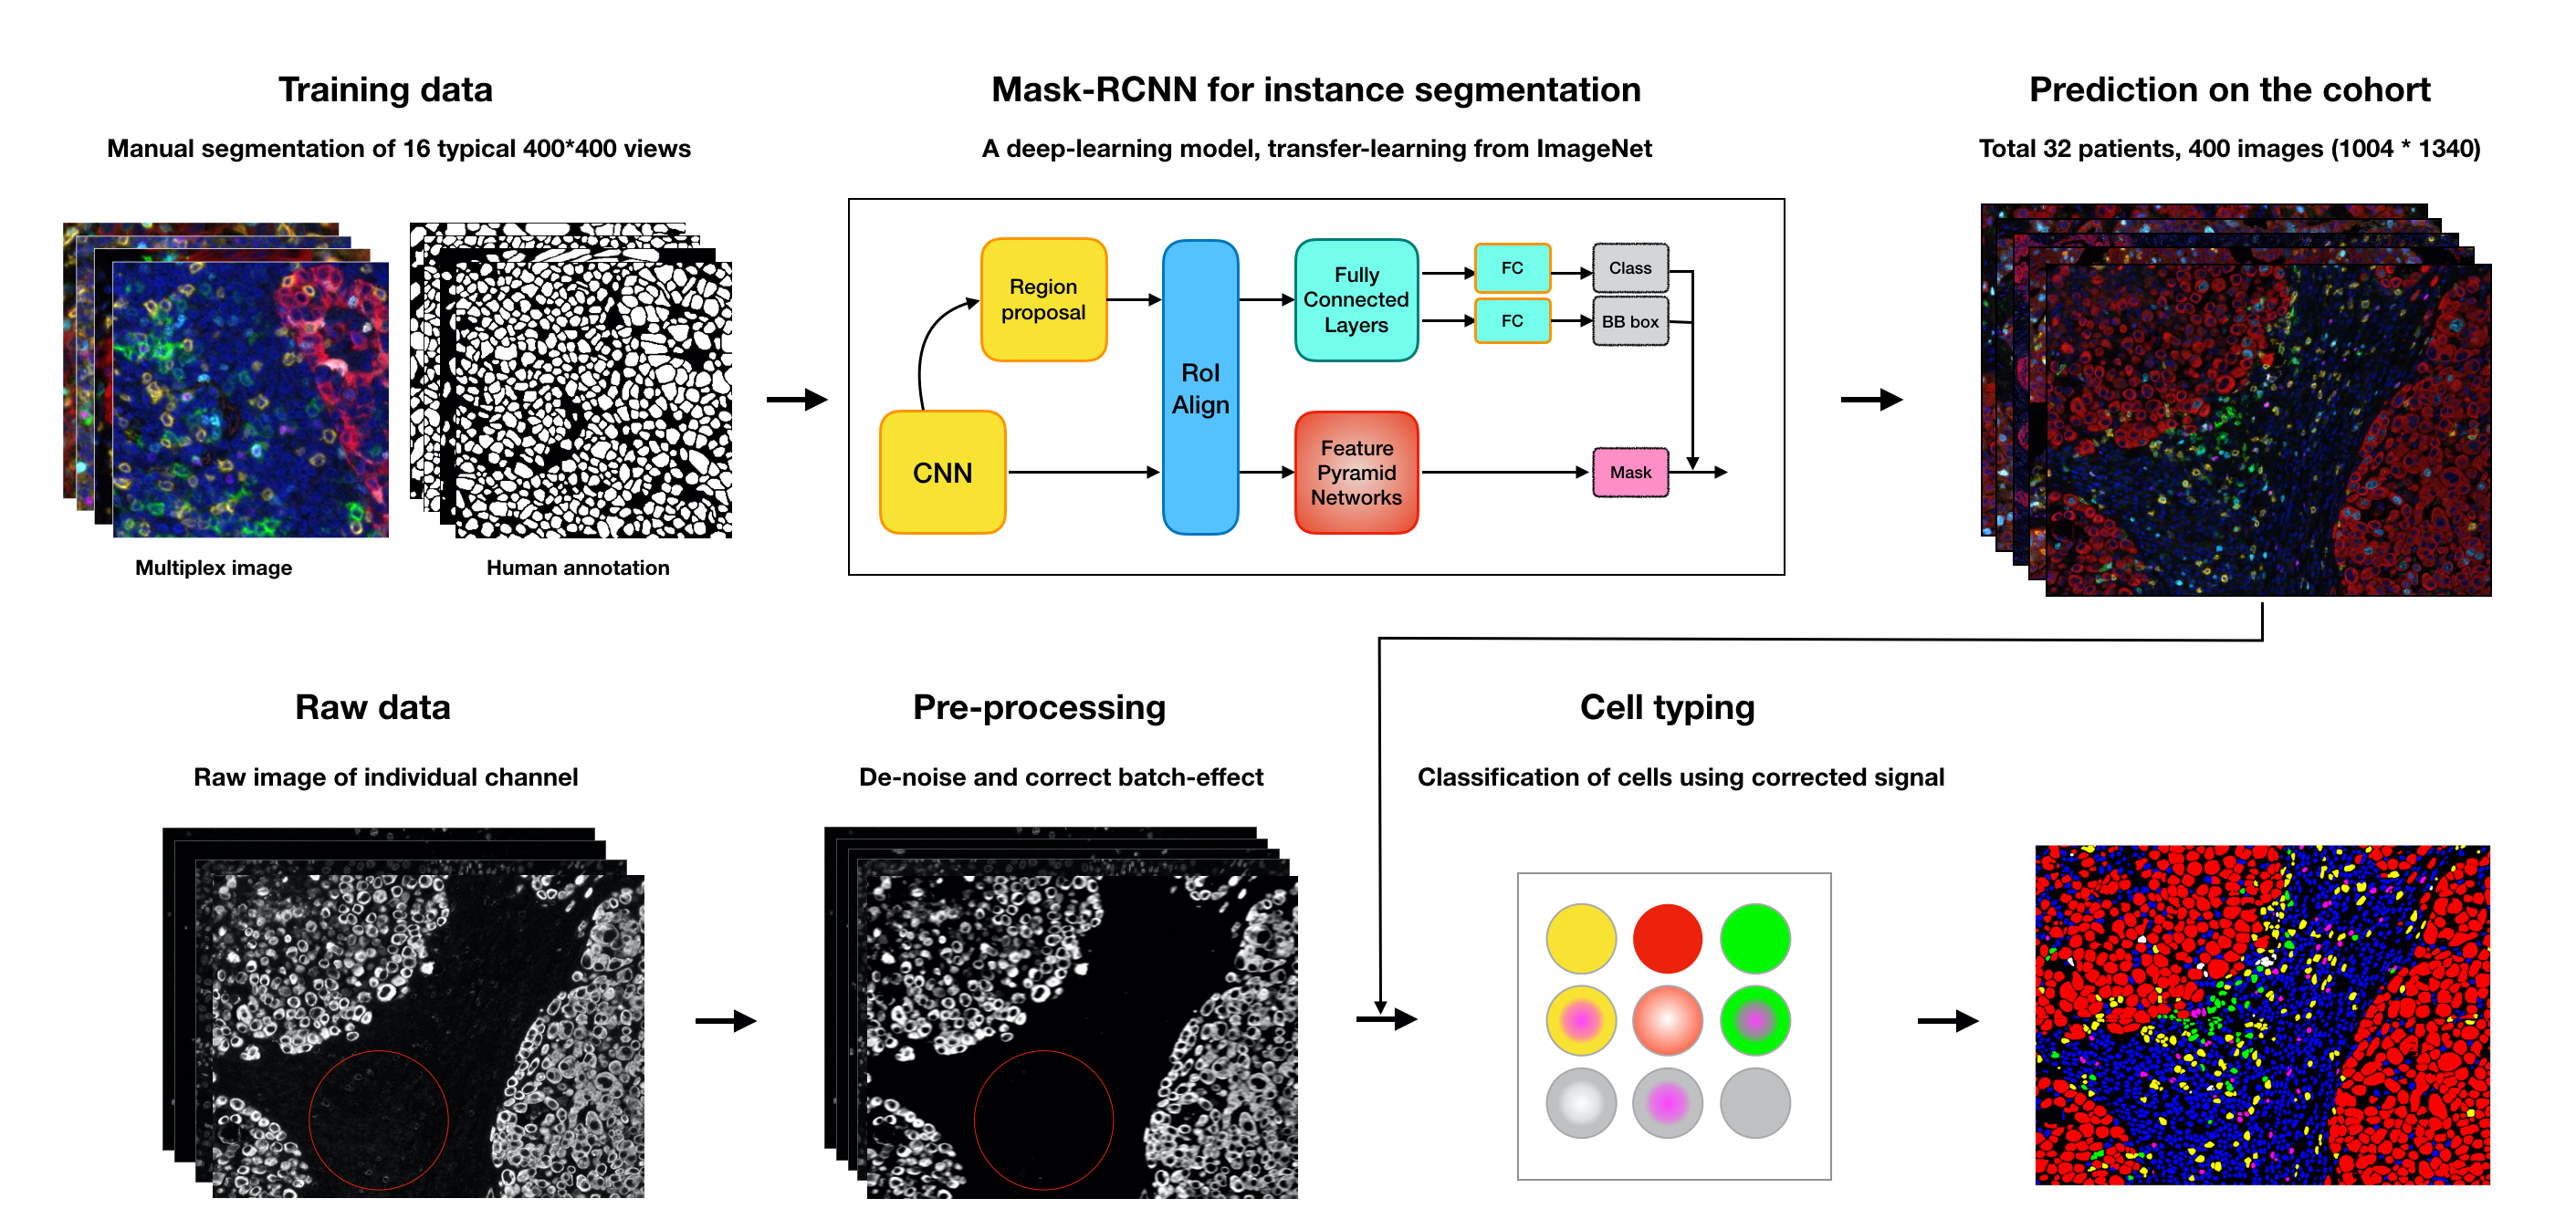 Training data
Manual segmentation of 16 typical 400*400 views
Multiplex image
Human annotation
Mask-RCNN for instance segmentation
A deep-learning model, transfer-learning from ImageNet
Region
proposal
CNN
RoI
Align
Fully
Connected
Layers
FC
Class
FC
BB box
Feature
Pyramid
Networks
Mask
Prediction on the cohort
Total 32 patients, 400 images (1004 * 1340)
Raw data
Raw image of individual channel
Pre-processing
De-noise and correct batch-effect
Cell typing
Classification of cells using corrected signal